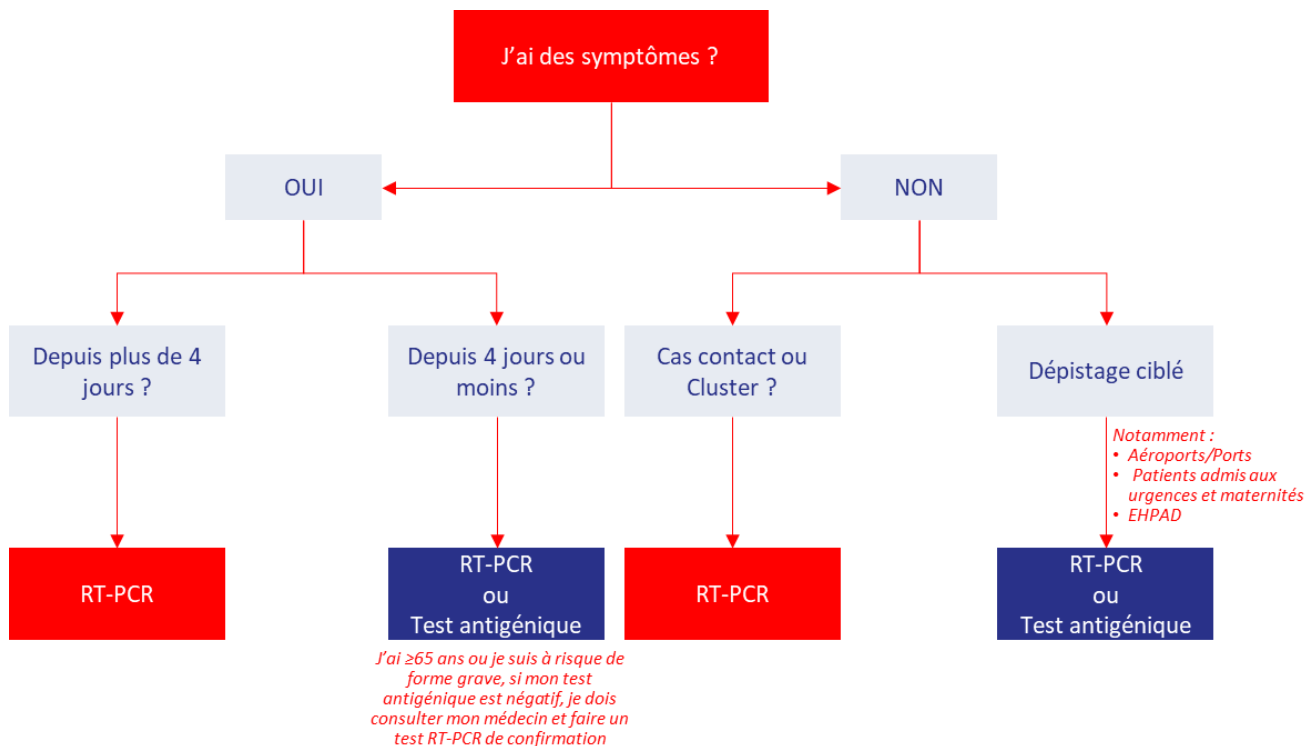 J’ai des symptômes ?
OUI
NON
Depuis plus de 4
jours ?
Depuis 4 jours ou
moins ?
Cas contact ou
Cluster ?
Dépistage ciblé
Notamment :
• Aéroports/Ports
• Patients admis aux
urgences et maternités
• EHPAD
RT-PCR
RT-PCR
ou
Test antigénique
RT-PCR
RT-PCR
ou
Test antigénique
J’ai ≥65 ans ou je suis à risque de
forme grave, si mon test
antigénique est négatif, je dois
consulter mon médecin et faire un
test RT-PCR de confirmation